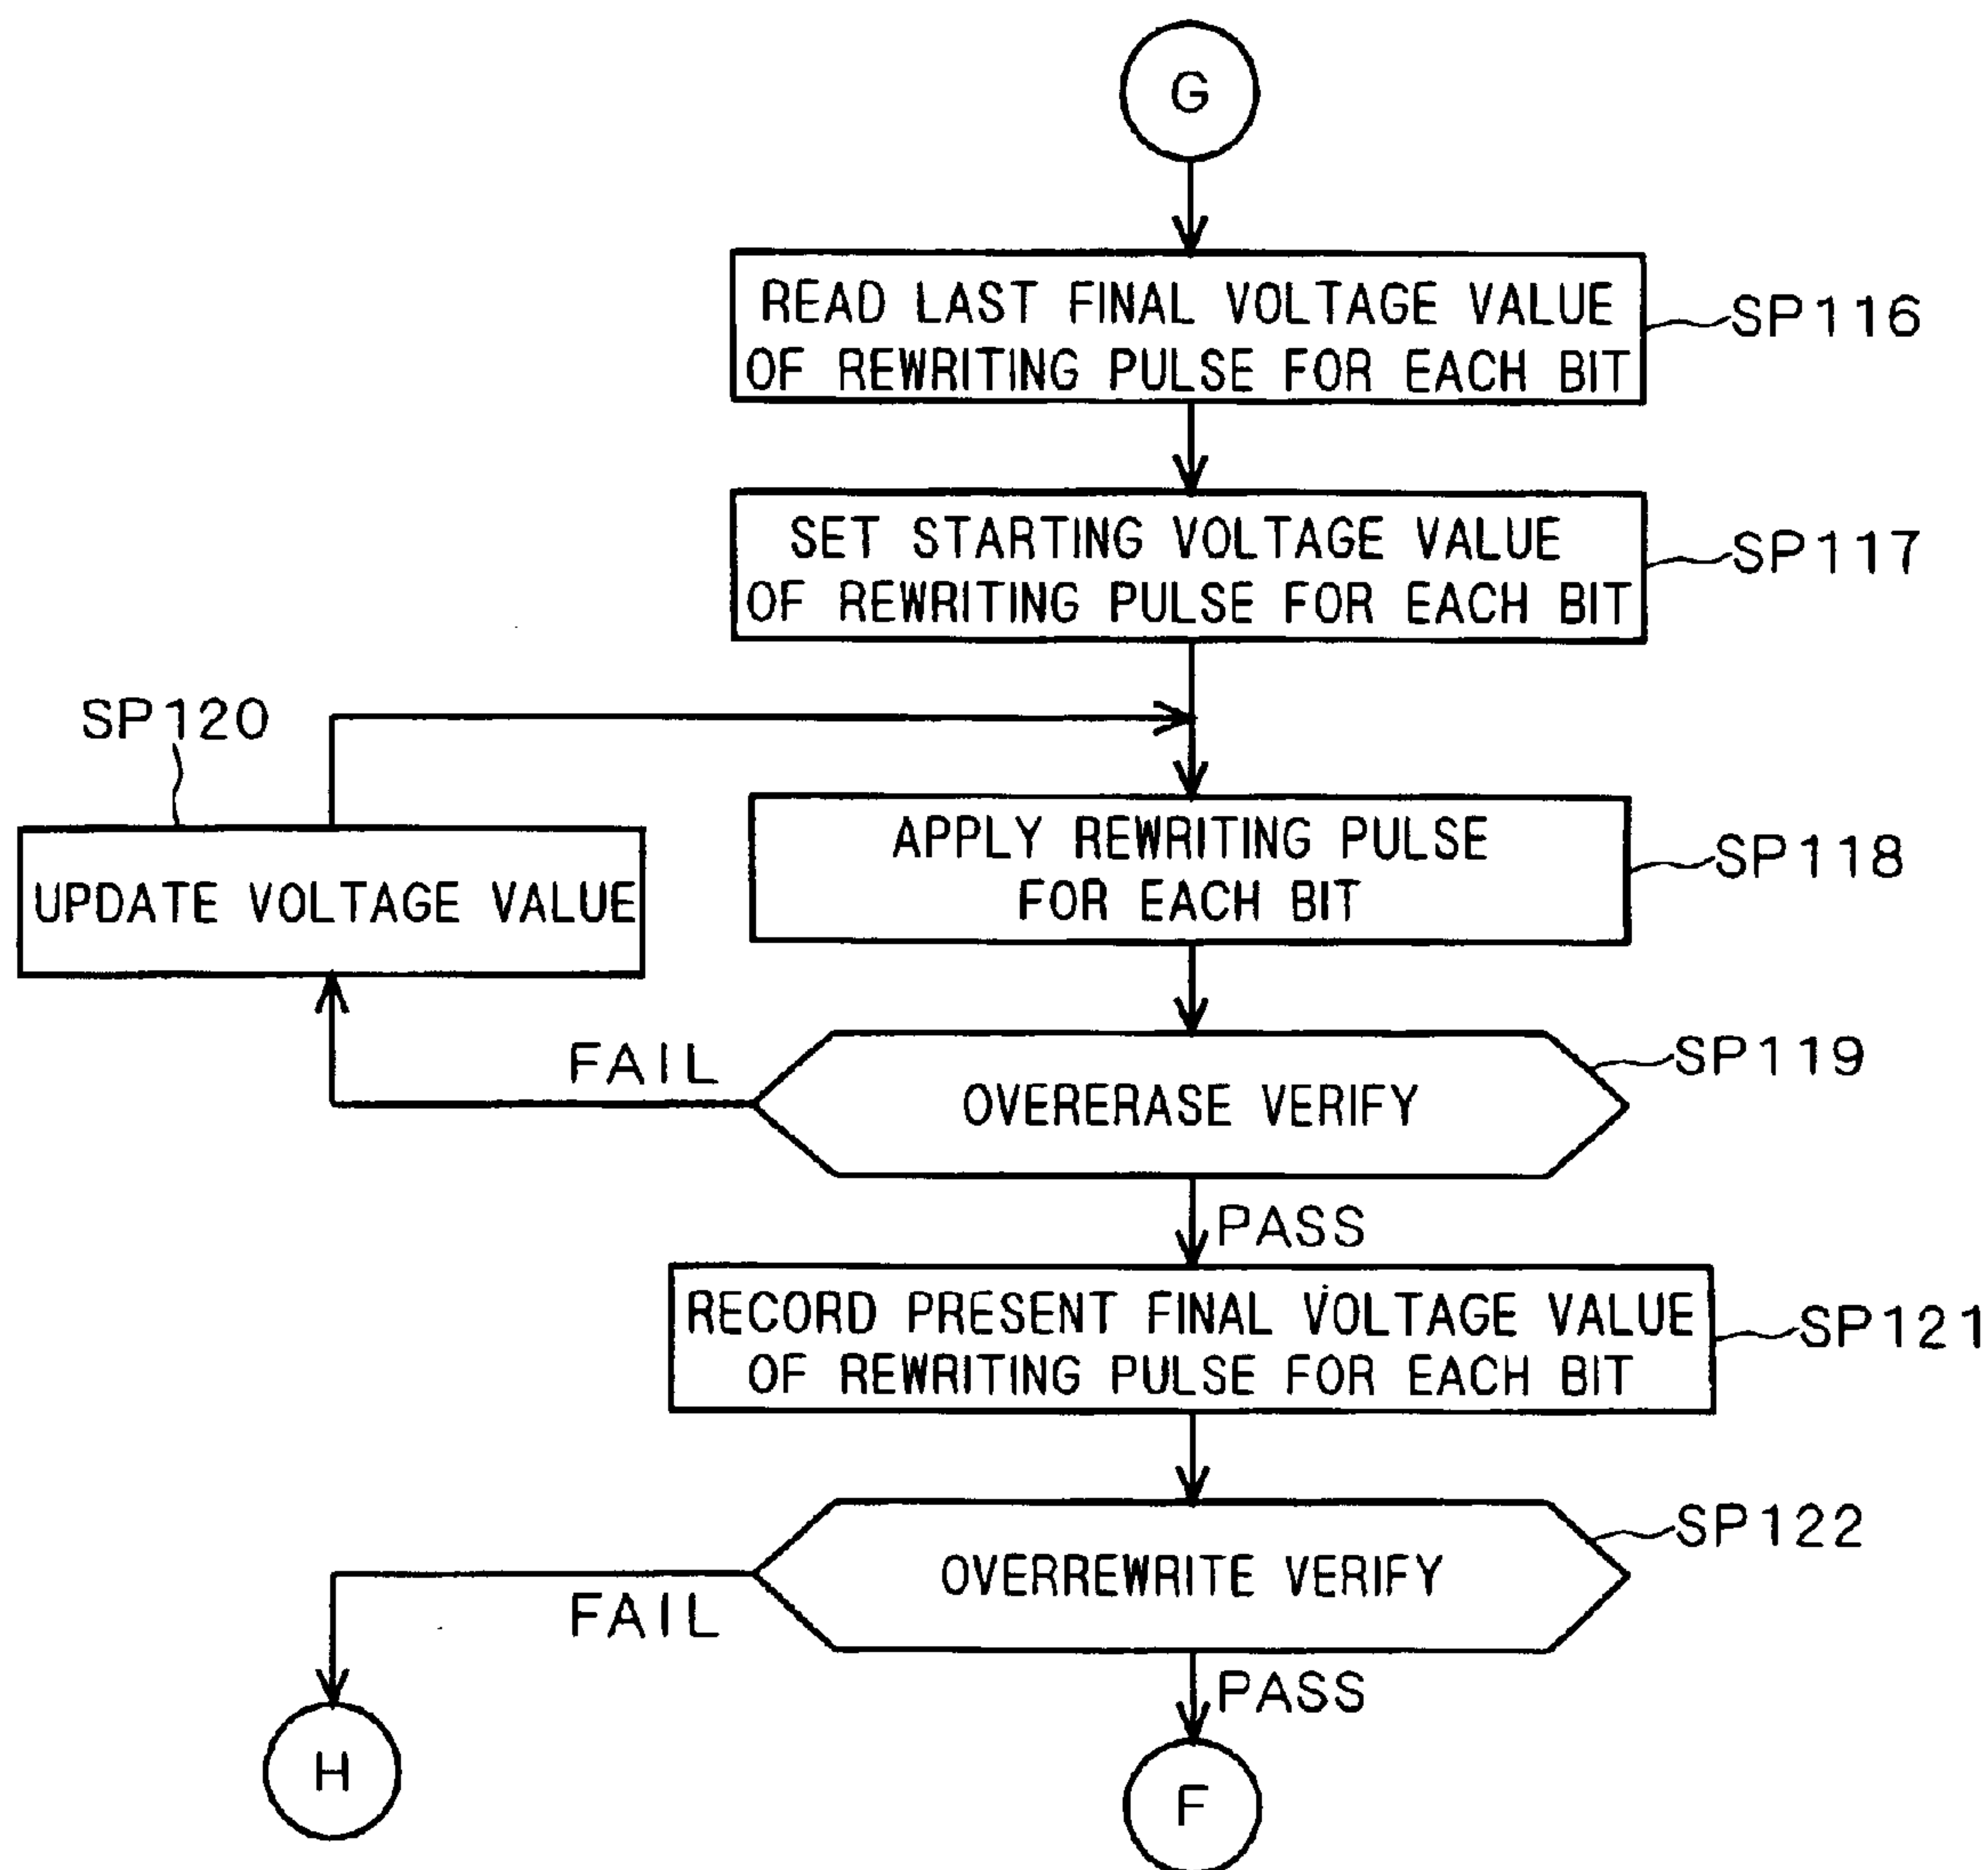 G
READ LAST FINAL VOLTAGE VALUE
OF REWRITING PULSE FOR EACH BIT
SP116
SET STARTING VOLTAGE VALUE
OF REWRITING PULSE FOR EACH BIT
SP117
SP120
UPDATE VOLTAGE VALUE
APPLY REWRITING PULSE
FOR EACH BIT
SP118
FAIL
OVERERASE VERIFY
SP119
PASS
RECORD PRESENT FINAL VOLTAGE VALUE
OF REWRITING PULSE FOR EACH BIT
SP121
OVERREWRITE VERIFY
SP122
FAIL
PASS
H
F